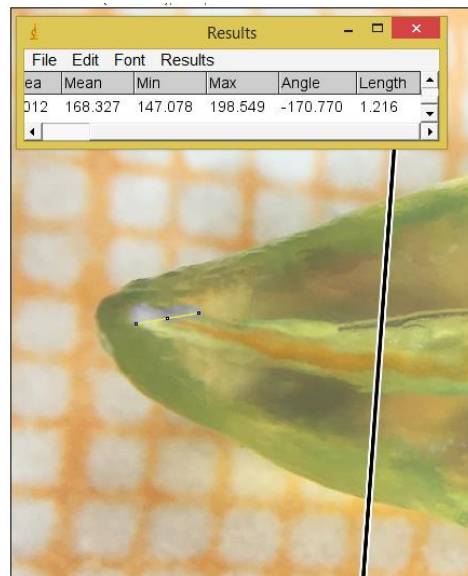 Results
File Edit Font Results
ea Mean Min Max Angle Length
012 168.327 147.078 198.549 -170.770 1.216